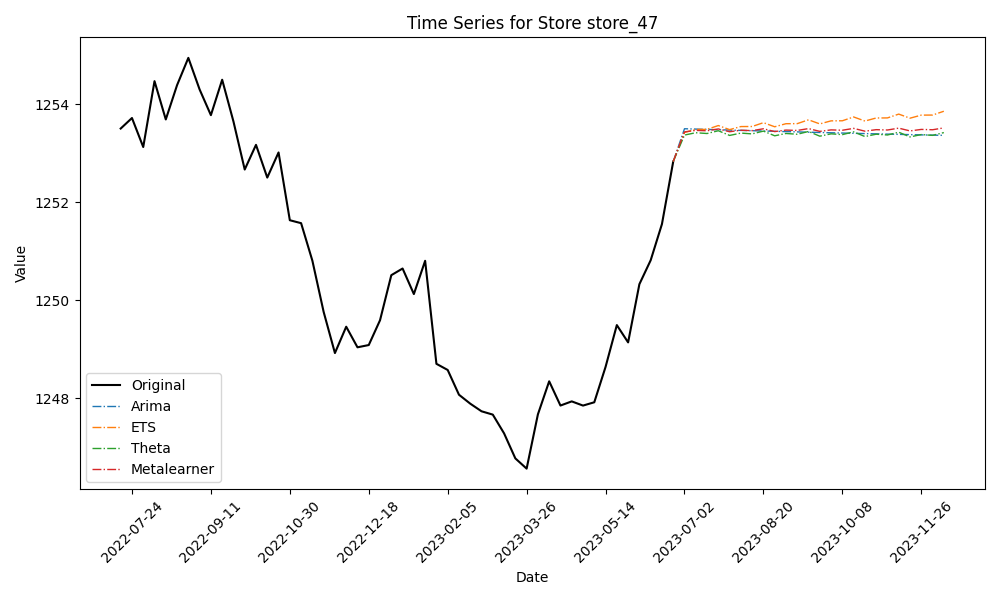 Time Series for Store store_47
Value
1254
1252
1250
1248
Original
Arima
ETS
Theta
Metalearner
2022-07-24
2022-09-11
2022-10-30
2022-12-18
2023-02-05
2023-03-26
2023-05-14
2023-07-02
2023-08-20
2023-10-08
2023-11-26
Date